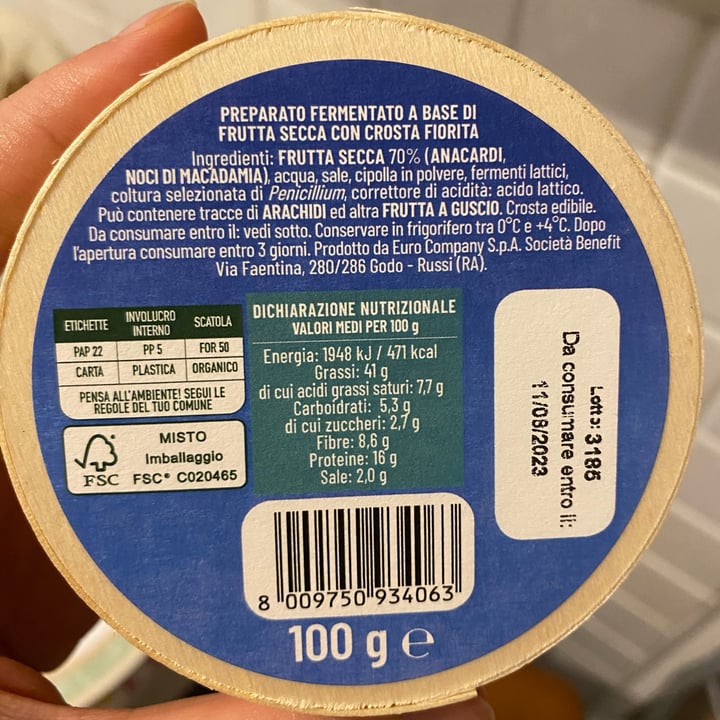 PREPARATO FERMENTATO A BASE DI
FRUTTA SECCA CON CROSTA FIORITA
Ingredienti: FRUTTA SECCA 70% (ANACARDI,
NOCI DI MACADAMIA), acqua, sale, cipolla in polvere, fermenti lattici,
coltura selezionata di Penicillium, correttore di acidità: acido lattico.
Può contenere tracce di ARACHIDI ed altra FRUTTA A GUSCIO. Crosta edibile.
Da consumare entro il: vedi sotto. Conservare in frigorifero tra 0°C e +4°C. Dopo
l'apertura consumare entro 3 giorni. Prodotto da Euro Company S.p.A. Società Benefit
Via Faentina, 280/286 Godo - Russi (RA).
ETICHETTE INVOLUCRO INTERNO SCATOLA
PAP 22 PP 5 FOR 50
CARTA PLASTICA ORGANICO
PENSA ALL'AMBIENTE! SEGUI LE
REGOLE DEL TUO COMUNE
FSC
MISTO
Imballaggio
FSC® C020465
DICHIARAZIONE NUTRIZIONALE
VALORI MEDI PER 100 g
Energia: 1948 kJ / 471 kcal
Grassi: 41 g
di cui acidi grassi saturi: 7,7 g
Carboidrati: 5,3 g
di cui zuccheri: 2,7 g
Fibre: 8,6 g
Proteine: 16 g
Sale: 2,0 g
Lotto: 3186
Da consumare entro il:
11/08/2023
8 009750 934063
100 g e